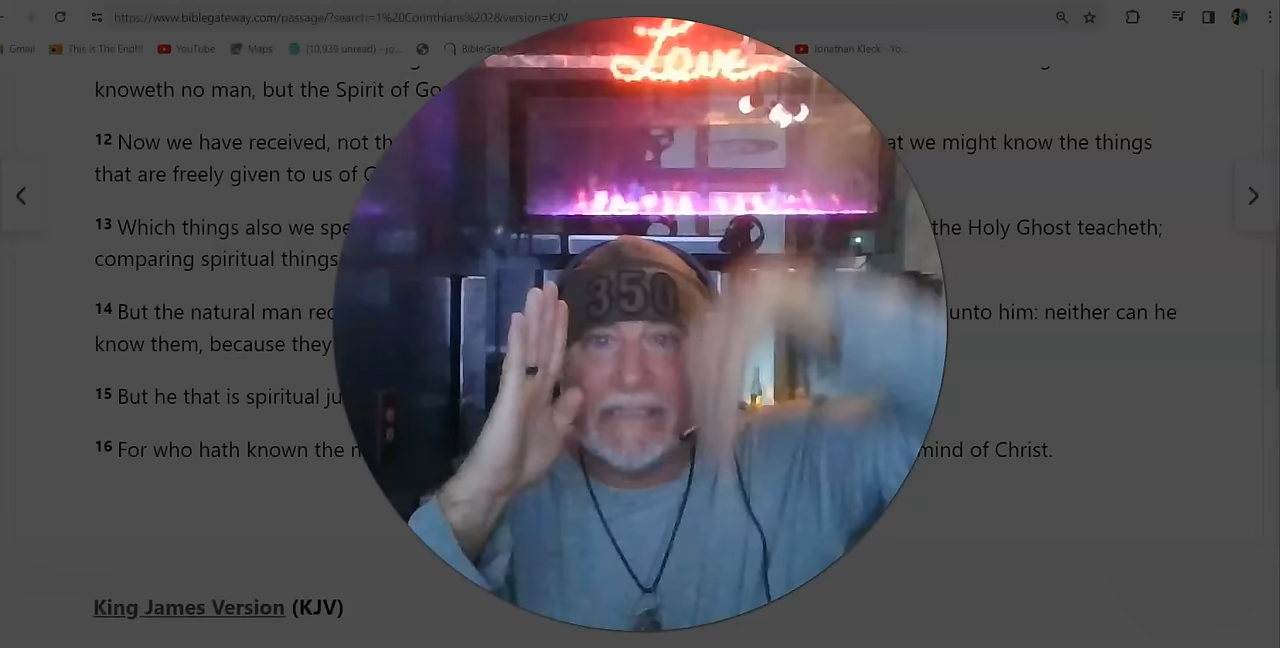 https://www.biblegateway.com/passage/?search=1%20Corinthians%202&version=KJV
Gmail This is The End!!! YouTube Maps (10,939 unread) - jo... BibleGate Jonathan Kleck - Yo...
Love
knoweth no man, but the Spirit of Go
12 Now we have received, not th at we might know the things
that are freely given to us of G
13 Which things also we spe the Holy Ghost teacheth;
comparing spiritual things
350
14 But the natural man rec unto him: neither can he
know them, because they
15 But he that is spiritual ju
16 For who hath known the m mind of Christ.
King James Version (KJV)